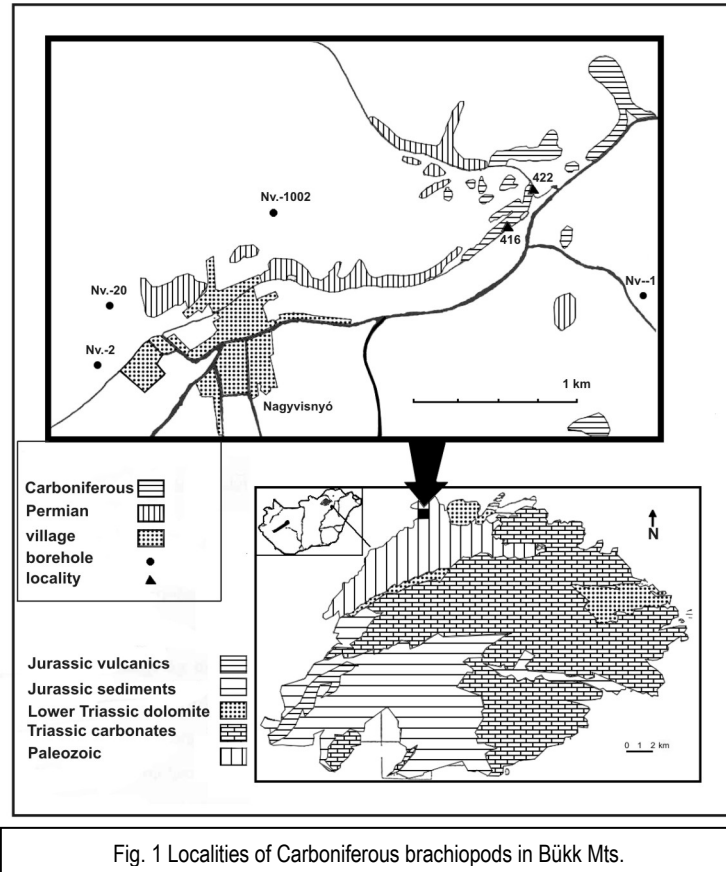 422
Nv.-1002
416
Nv.-20
Nv--1
Nv.-2
1 km
Nagyvisnyó
Carboniferous
Permian
village
borehole
locality
N
Jurassic vulcanics
Jurassic sediments
Lower Triassic dolomite
Triassic carbonates
Paleozoic
0 1 2 km
Fig. 1 Localities of Carboniferous brachiopods in Bükk Mts.